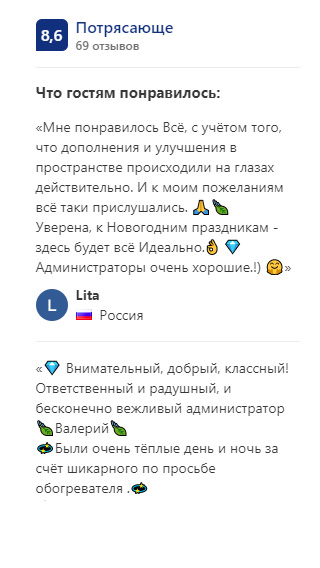 8,6 Потрясающе
69 отзывов
Что гостям понравилось:
«Мне понравилось Всё, с учётом того,
что дополнения и улучшения в
пространстве происходили на глазах
действительно. И к моим пожеланиям
всё таки прислушались. 🙏🌿
Уверена, к Новогодним праздникам -
здесь будет всё Идеально.👌 💎
Администраторы очень хорошие.!) 🤗»
L Lita
Россия
«💎 Внимательный, добрый, классный!
Ответственный и радушный, и
бесконечно вежливый администратор
🌿Валерий🌿
💫Были очень тёплые день и ночь за
счёт шикарного по просьбе
обогревателя .💫